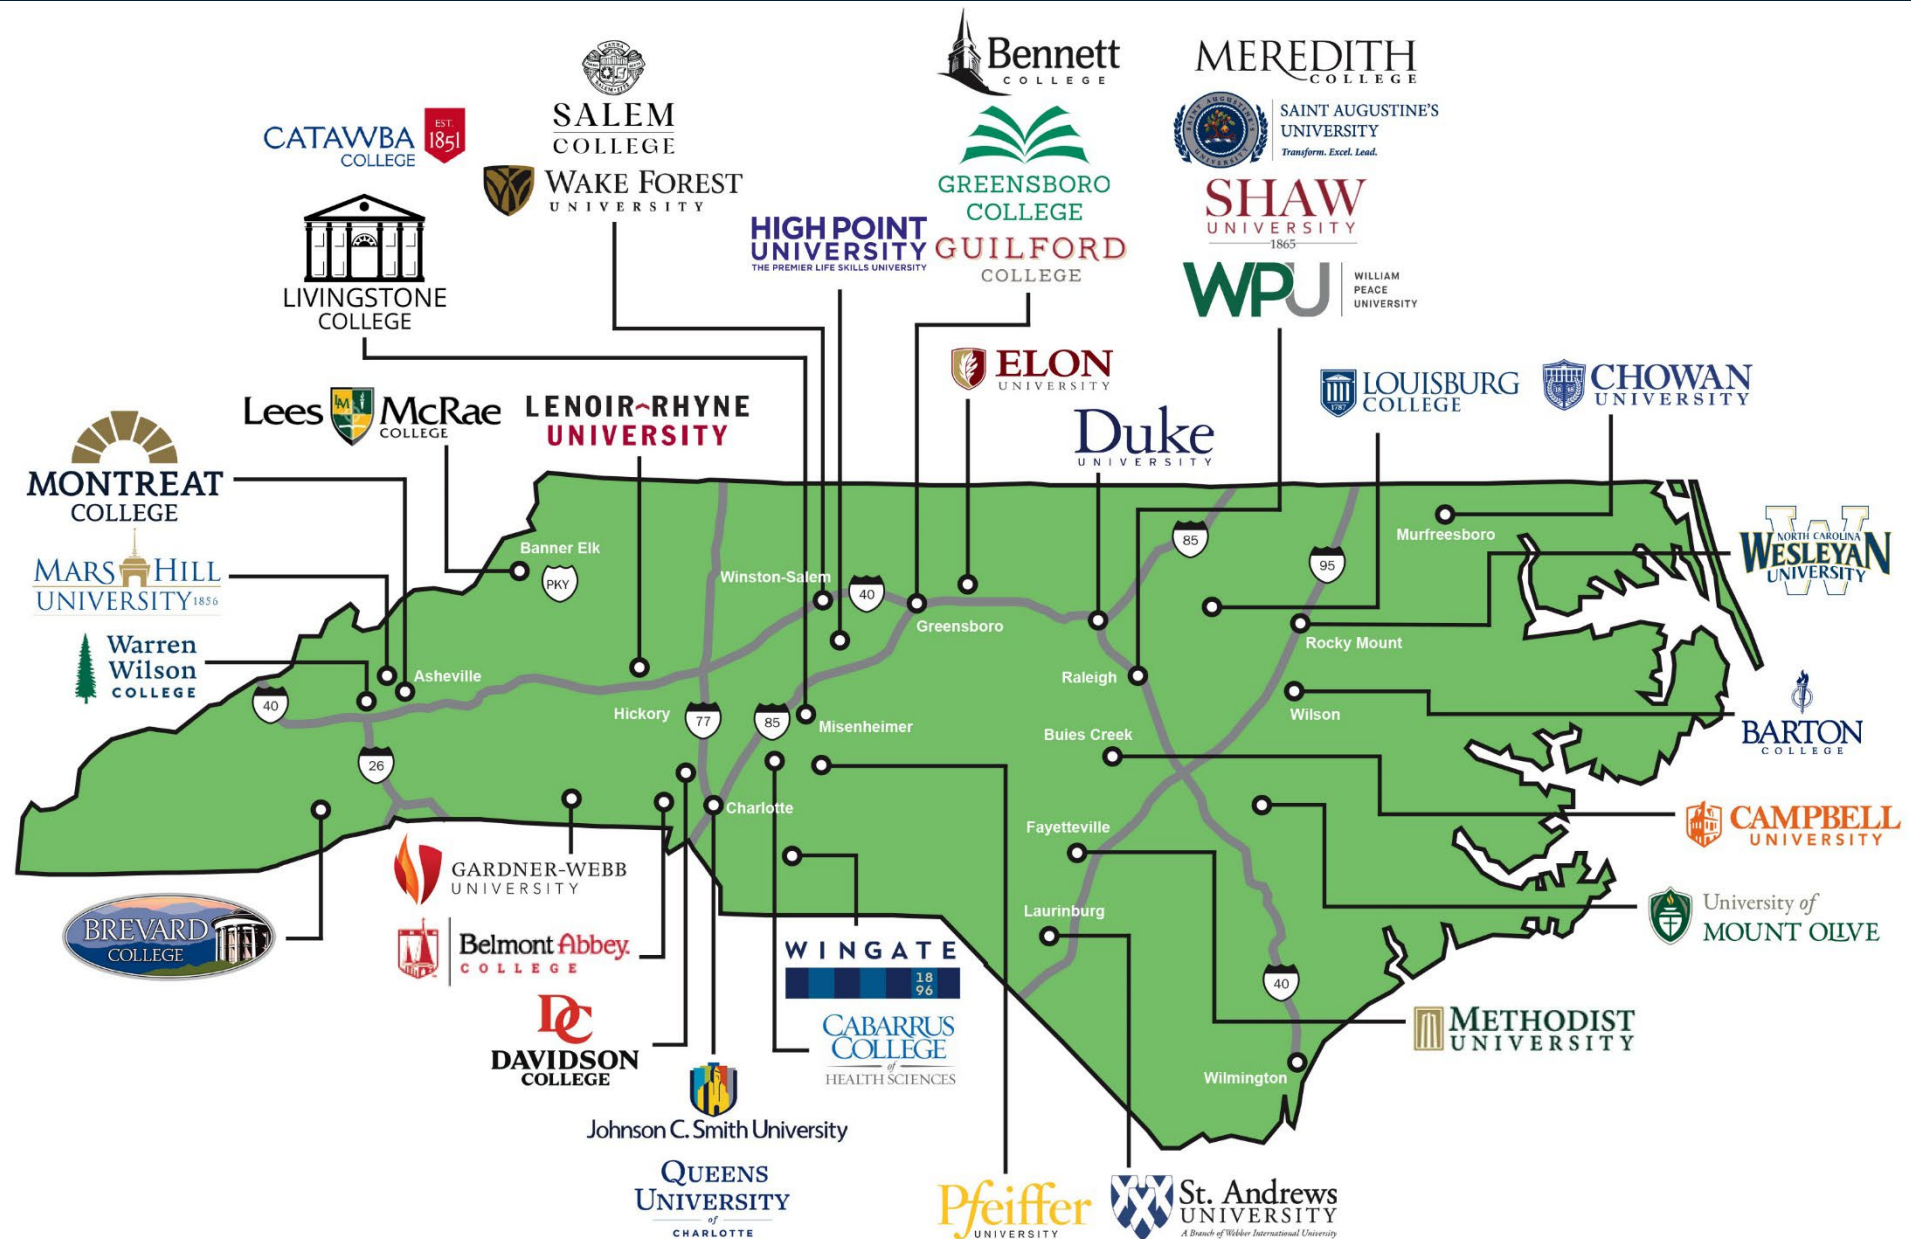 Bennett
COLLEGE
MEREDITH
COLLEGE
SALEM
COLLEGE
CATAWBA
COLLEGE
EST.
1851
GREENSBORO
COLLEGE
SAINT AUGUSTINE'S
UNIVERSITY
Transform. Excel. Lead.
WAKE FOREST
UNIVERSITY
HIGH POINT
UNIVERSITY
THE PREMIER LIFE SKILLS UNIVERSITY
GUILFORD
COLLEGE
SHAW
UNIVERSITY
1865
WPU
WILLIAM
PEACE
UNIVERSITY
LIVINGSTONE
COLLEGE
ELON
UNIVERSITY
LOUISBURG
COLLEGE
1787
CHOWAN
UNIVERSITY
Lees McRae
COLLEGE
LM
LENOIR-RHYNE
UNIVERSITY
Duke
UNIVERSITY
MONTREAT
COLLEGE
MARS HILL
UNIVERSITY 1856
Warren
Wilson
COLLEGE
NORTH CAROLINA
WESLEYAN
UNIVERSITY
Banner Elk
PKY
Winston-Salem
40
Greensboro
85
95
Murfreesboro
Rocky Mount
Asheville
40
Hickory
77
85
Misenheimer
Raleigh
Wilson
Buies Creek
BARTON
COLLEGE
26
Charlotte
Fayetteville
CAMPBELL
UNIVERSITY
GARDNER-WEBB
UNIVERSITY
BREVARD
COLLEGE
Belmont Abbey
COLLEGE
Laurinburg
University of
MOUNT OLIVE
WINGATE
18
96
40
DC
DAVIDSON
COLLEGE
CABARRUS
COLLEGE
of
HEALTH SCIENCES
METHODIST
UNIVERSITY
Wilmington
Johnson C. Smith University
QUEENS
UNIVERSITY
of
CHARLOTTE
Pfeiffer
UNIVERSITY
St. Andrews
UNIVERSITY
A Branch of Webber International University